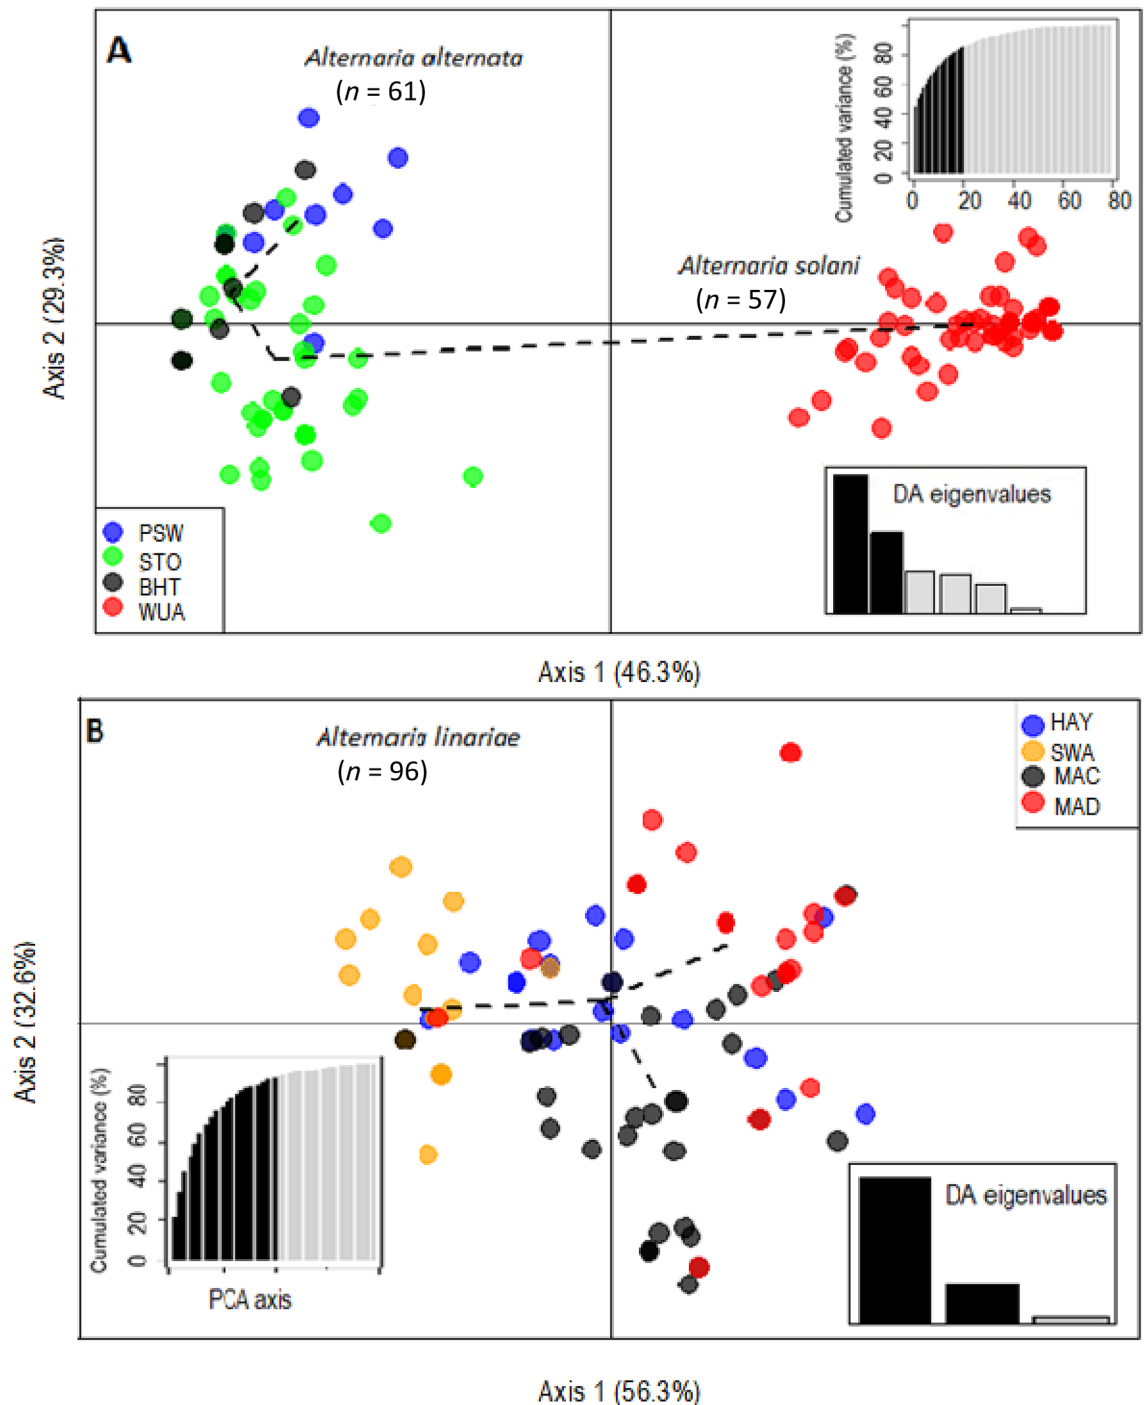 A
Alternaria alternata
(n = 61)
Cumulated variance (%)
80
60
40
20
0
0 20 40 60 80
Alternaria solani
(n = 57)
Axis 2 (29.3%)
DA eigenvalues
PSW
STO
BHT
WUA
Axis 1 (46.3%)
B
Alternaria linariae
(n = 96)
HAY
SWA
MAC
MAD
Axis 2 (32.6%)
Cumulated variance (%)
80
60
40
20
0
PCA axis
DA eigenvalues
Axis 1 (56.3%)